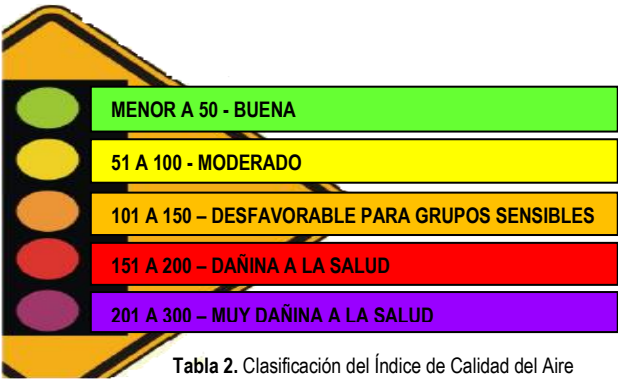 MENOR A 50 - BUENA
51 A 100 - MODERADO
101 A 150 – DESFAVORABLE PARA GRUPOS SENSIBLES
151 A 200 – DAÑINA A LA SALUD
201 A 300 – MUY DAÑINA A LA SALUD
Tabla 2. Clasificación del Índice de Calidad del Aire